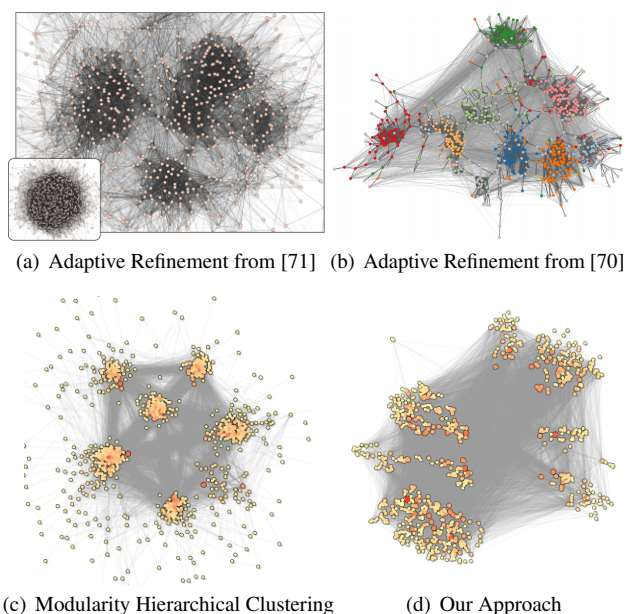 (a) Adaptive Refinement from [71] (b) Adaptive Refinement from [70]
(c) Modularity Hierarchical Clustering (d) Our Approach